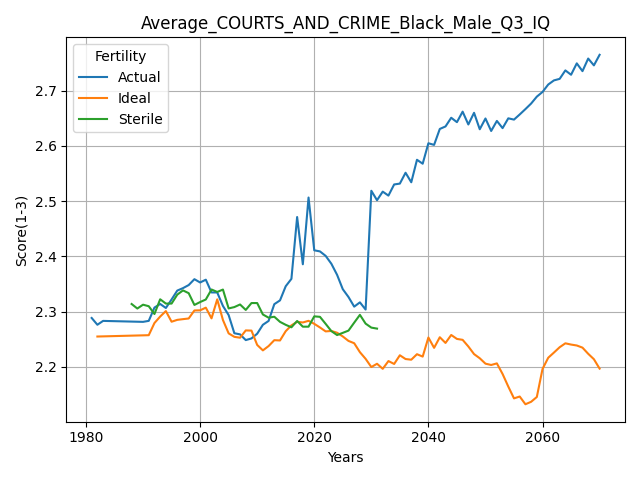 Average_COURTS_AND_CRIME_Black_Male_Q3_IQ
Fertility
Actual
Ideal
Sterile
Score(1-3)
2.7
2.6
2.5
2.4
2.3
2.2
1980 2000 2020 2040 2060
Years